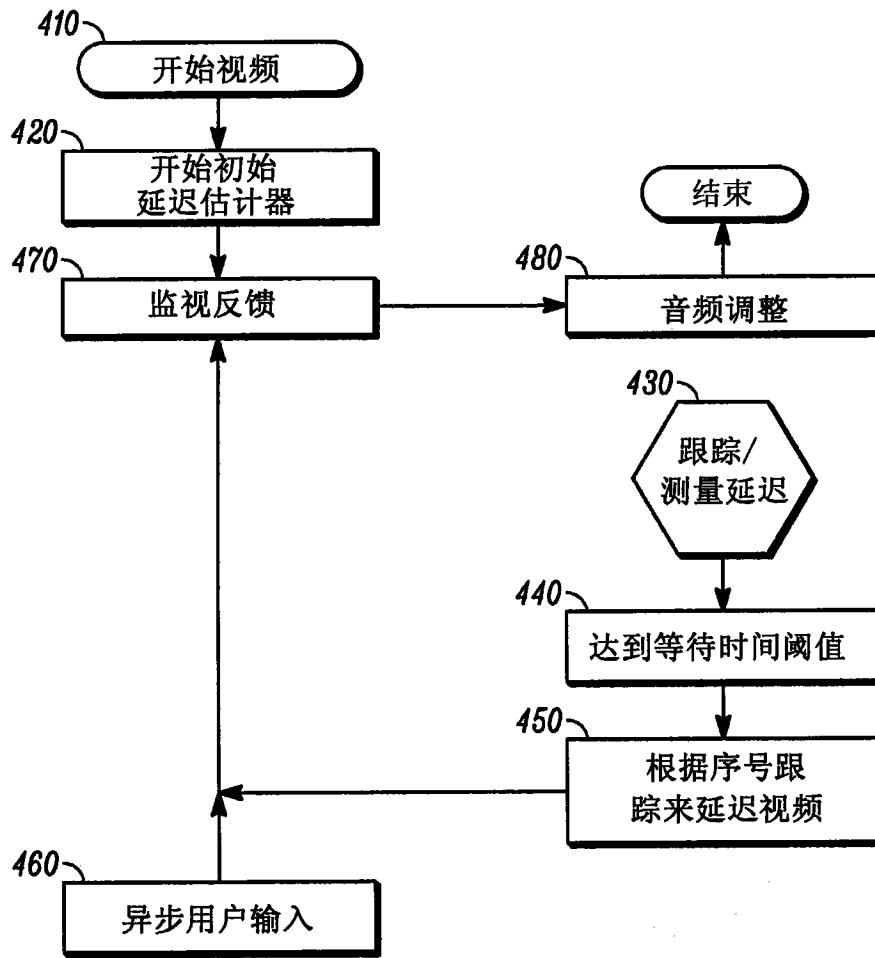 410
开始视频
420
开始初始
延迟估计器
结束
470
监视反馈
480
音频调整
430
跟踪/
测量延迟
440
达到等待时间阈值
450
根据序号跟
踪来延迟视频
460
异步用户输入